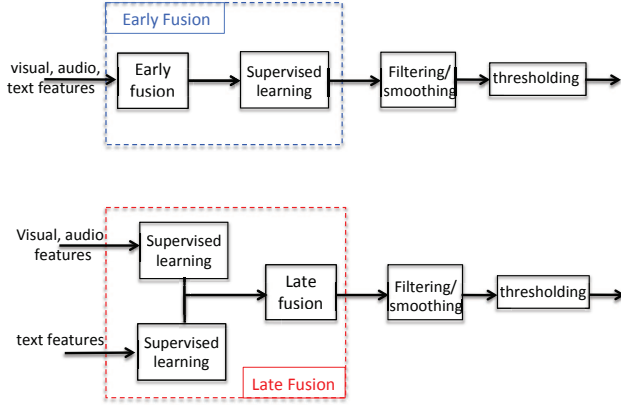 Early Fusion
visual, audio,
text features
Early
fusion
Supervised
learning
Filtering/
smoothing
thresholding
Visual, audio
features
Supervised
learning
Late
fusion
Filtering/
smoothing
thresholding
text features
Supervised
learning
Late Fusion